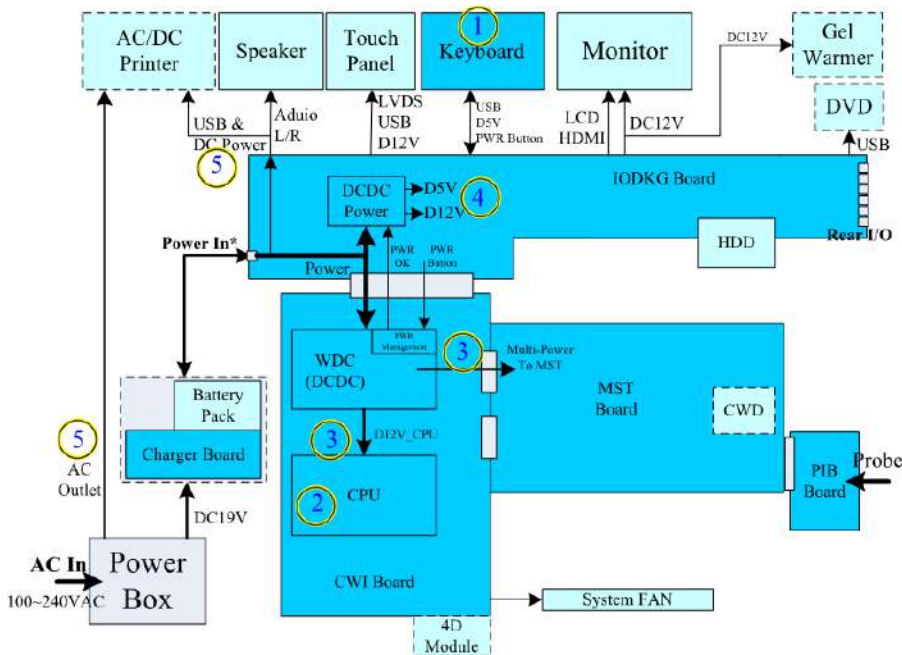 1
AC/DC
Printer
Speaker
Touch
Panel
Keyboard
Monitor
DC12V
Gel
Warmer
DVD
USB &
DC Power
Aduio
L/R
LVDS
USB
D12V
USB
D5V
PWR Button
LCD
HDMI
DC12V
USB
5
IODKG Board
DCDC
Power
D5V
D12V
4
Power In*
Power
PWR
OK
PWR
Button
HDD
Rear I/O
WDC
(DCDC)
PWR
Management
3
Multi-Power
To MST
MST
Board
CWD
Battery
Pack
Charger Board
5
AC
Outlet
3
D12V_CPU
CPU
2
PIB
Board
Probe
DC19V
AC In
100~240VAC
Power
Box
CWI Board
System FAN
4D
Module